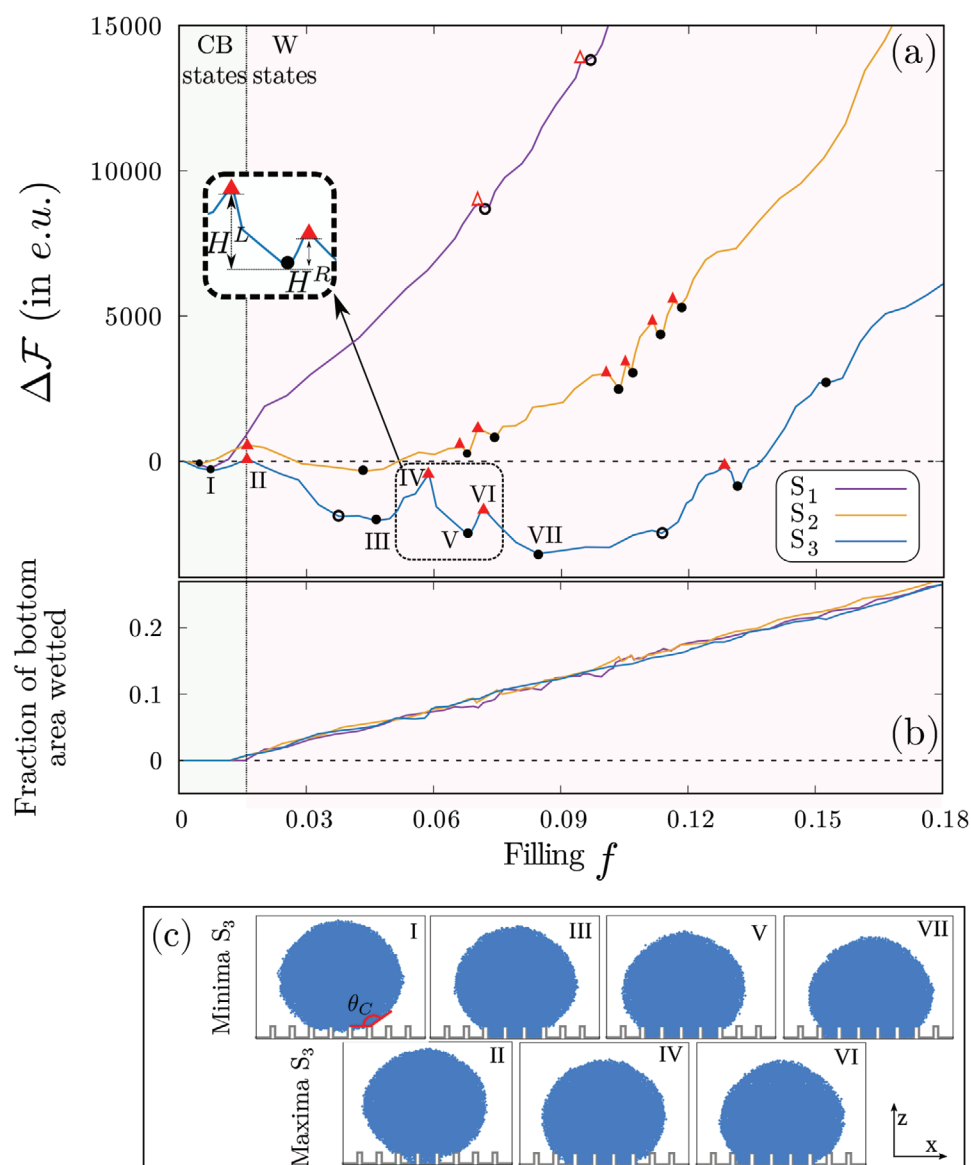 15000
10000
5000
0
ΔF (in e.u.)
CB states
W states
(a)
H^L
H^R
I
II
III
IV
V
VI
VII
S1
S2
S3
Fraction of bottom
area wetted
0.2
0.1
0
(b)
0 0.03 0.06 0.09 0.12 0.15 0.18
Filling f
(c)
Minima S3
I
θC
III
V
VII
Maxima S3
II
IV
VI
z
x